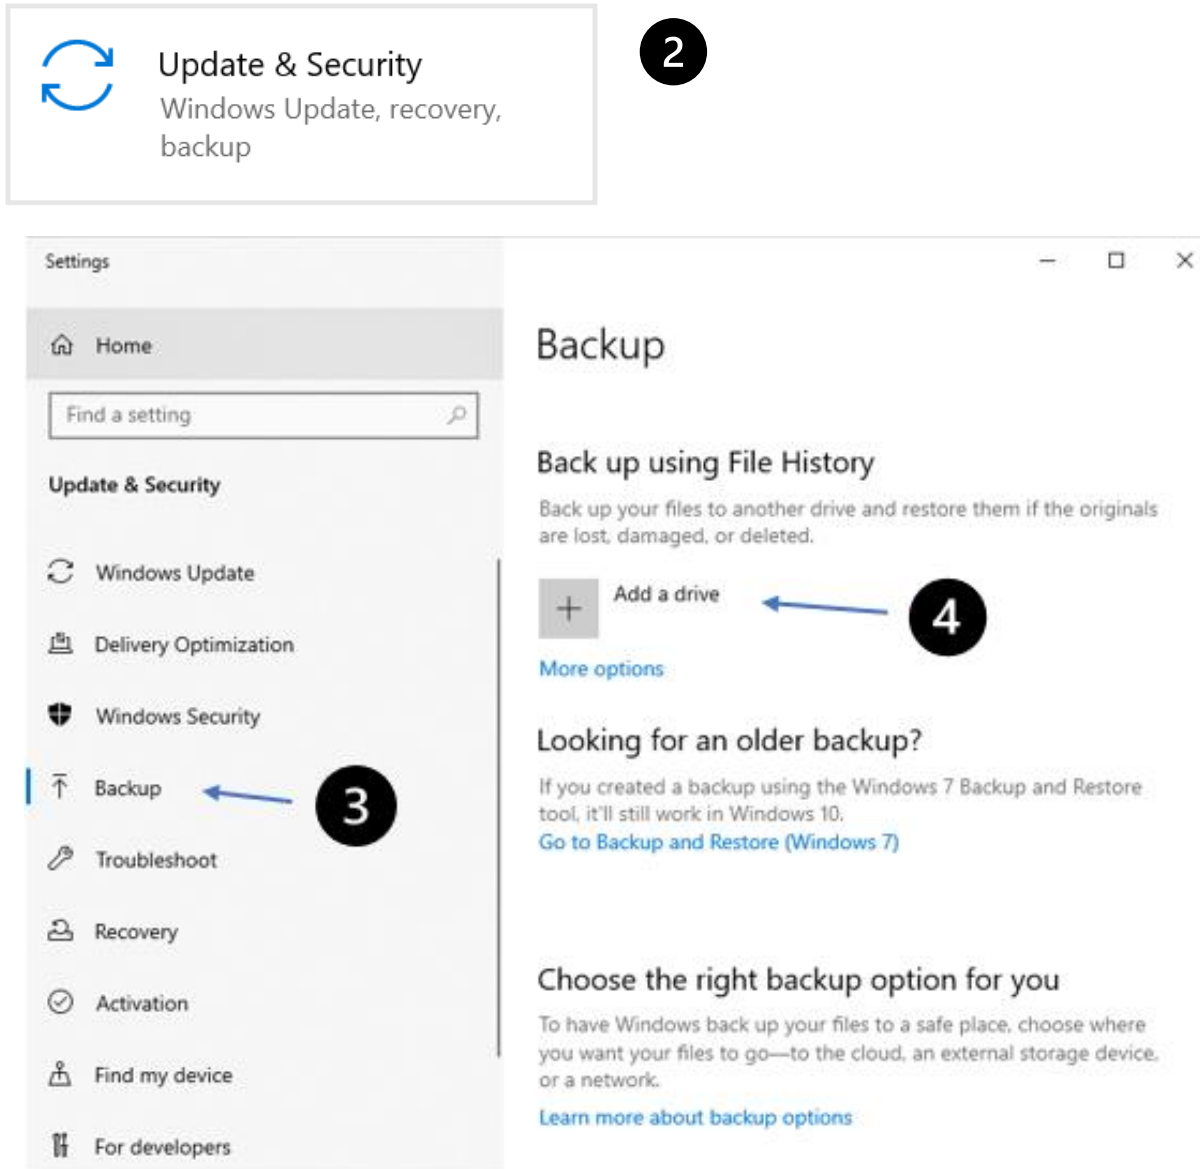 Update & Security
2
Windows Update, recovery,
backup
Settings
Home
Find a setting
Update & Security
Windows Update
Delivery Optimization
Windows Security
Backup
3
Troubleshoot
Recovery
Activation
Find my device
For developers
Backup
Back up using File History
Back up your files to another drive and restore them if the originals
are lost, damaged, or deleted.
Add a drive
4
More options
Looking for an older backup?
If you created a backup using the Windows 7 Backup and Restore
tool, it'll still work in Windows 10.
Go to Backup and Restore (Windows 7)
Choose the right backup option for you
To have Windows back up your files to a safe place, choose where
you want your files to go—to the cloud, an external storage device,
or a network.
Learn more about backup options